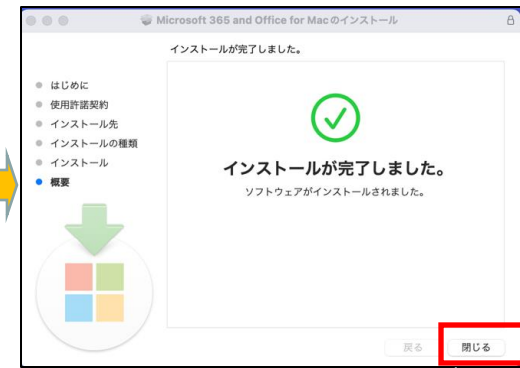 Microsoft 365 and Office for Macのインストール
インストールが完了しました。
はじめに
使用許諾契約
インストール先
インストールの種類
インストール
概要
インストールが完了しました。
ソフトウェアがインストールされました。
戻る
閉じる